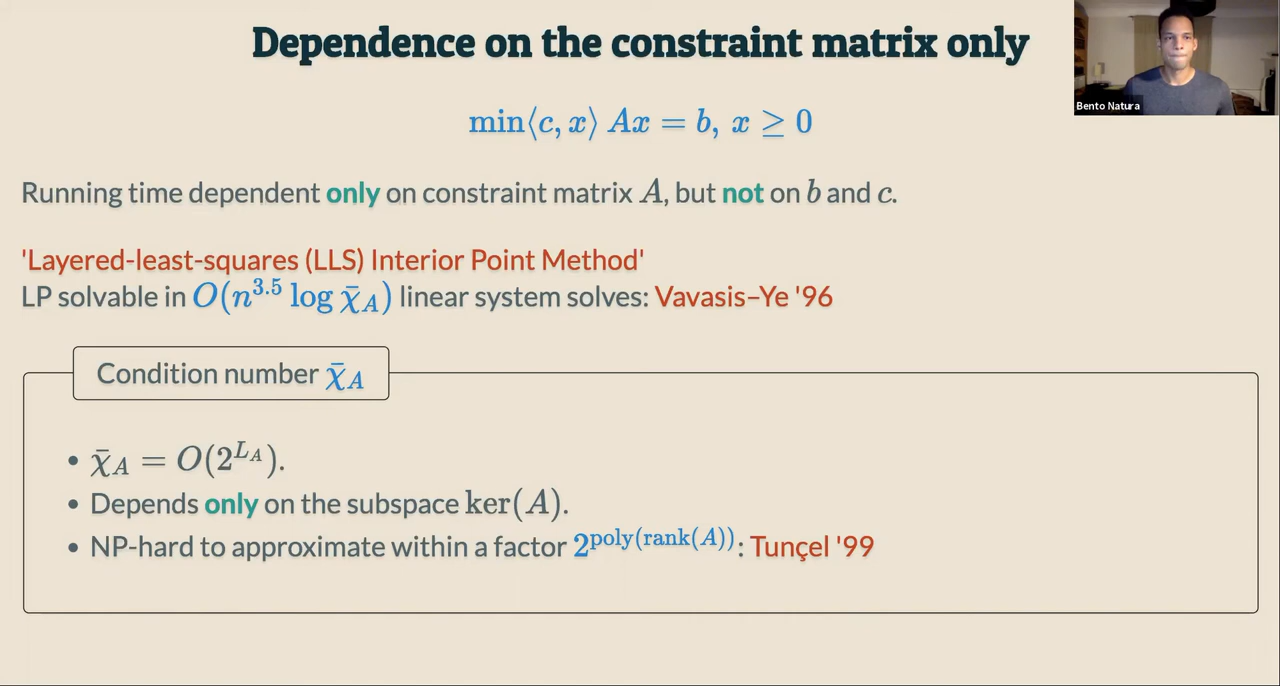 Dependence on the constraint matrix only
Bento Natura
min⟨c, x⟩ Ax = b, x ≥ 0
Running time dependent only on constraint matrix A, but not on b and c.
'Layered-least-squares (LLS) Interior Point Method'
LP solvable in O(n^{3.5} log χ̄_A) linear system solves: Vavasis–Ye '96
Condition number χ̄_A
• χ̄_A = O(2^{L_A}).
• Depends only on the subspace ker(A).
• NP-hard to approximate within a factor 2^{poly(rank(A))}: Tunçel '99